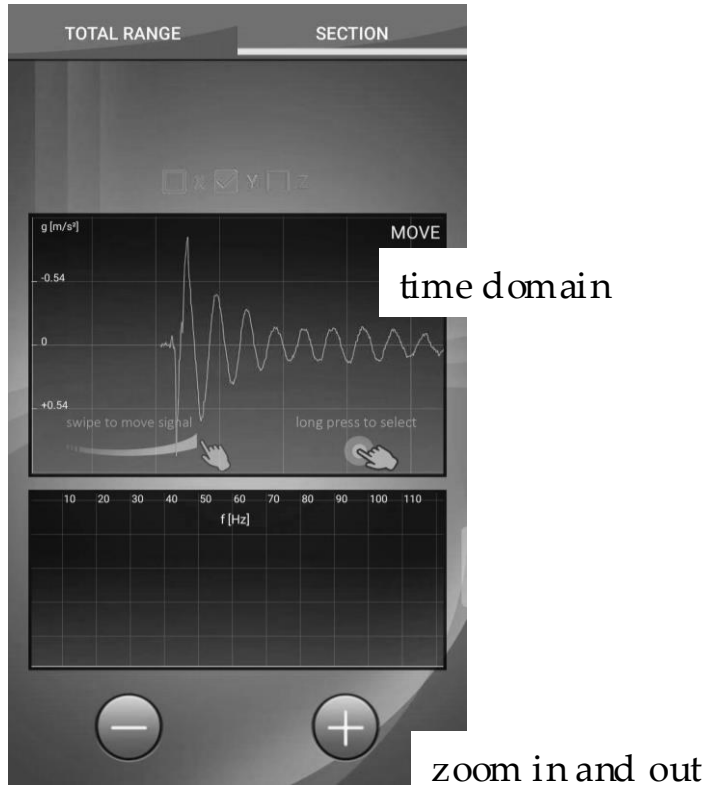 TOTAL RANGE SECTION
X Y Z
g [m/s²]
MOVE
time domain
-0.54
0
+0.54
swipe to move signal long press to select
10 20 30 40 50 60 70 80 90 100 110
f [Hz]
zoom in and out